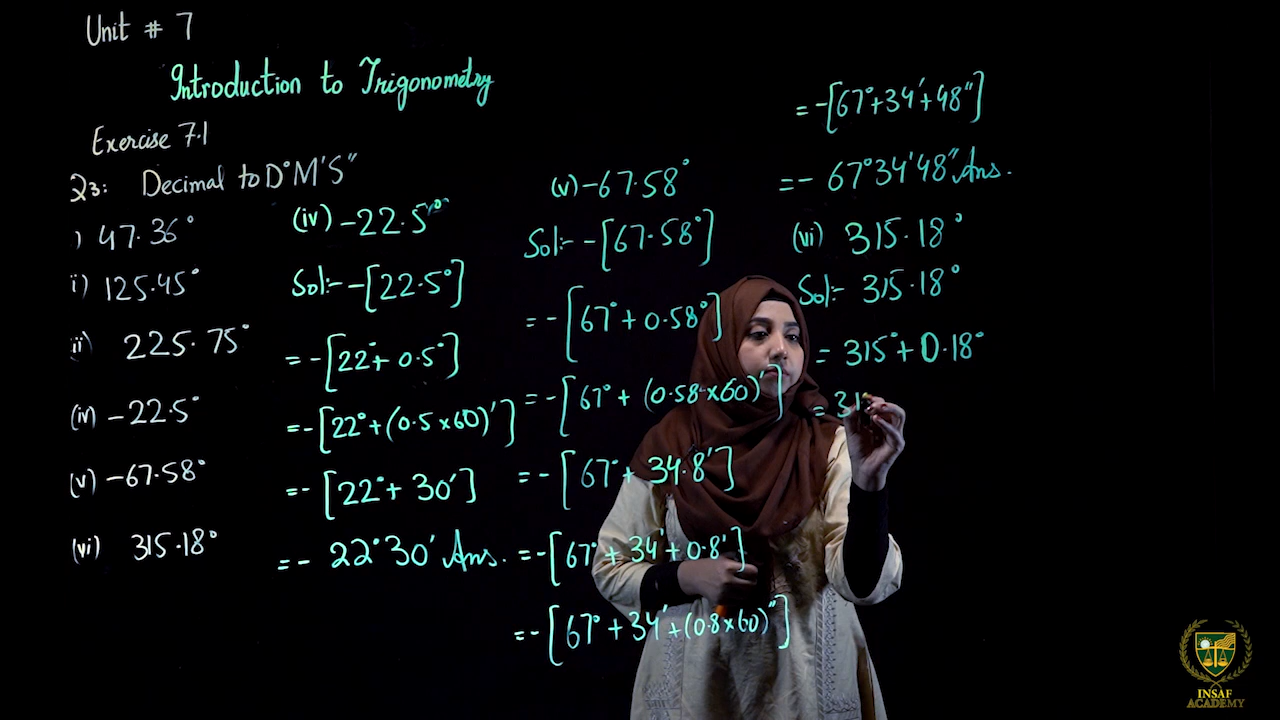 Unit # 7
Introduction to Trigonometry
Exercise 7.1
Q3: Decimal to D°M'S"
) 47.36°
ii) 125.45°
ii) 225.75°
(iv) -22.5°
(v) -67.58°
(vi) 315.18°
(iv) -22.5°
Sol:- -[22.5°]
= -[22°+ 0.5°]
= -[22°+(0.5×60)']
= -[22°+ 30']
= - 22°30' Ans.
(v) -67.58°
Sol:- -[67.58°]
= -[67°+ 0.58°]
= -[67° + (0.58×60)']
= -[67°+ 34.8']
= -[67° + 34'+0.8']
= -[67° + 34'+(0.8×60)"]
= -[67°+34'+48"]
= - 67°34'48" Ans.
(vi) 315.18°
Sol:- 315.18°
= 315°+ 0.18°
= 31
INSAF
ACADEMY